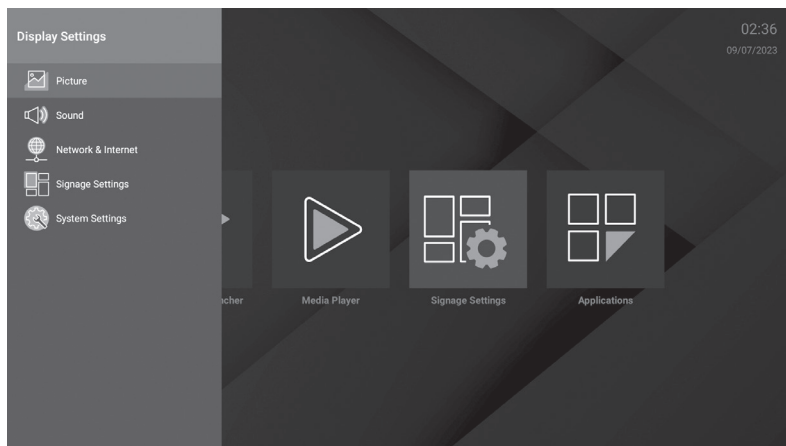 Display Settings
02:36
09/07/2023
Picture
Sound
Network & Internet
Signage Settings
System Settings
ncher
Media Player
Signage Settings
Applications